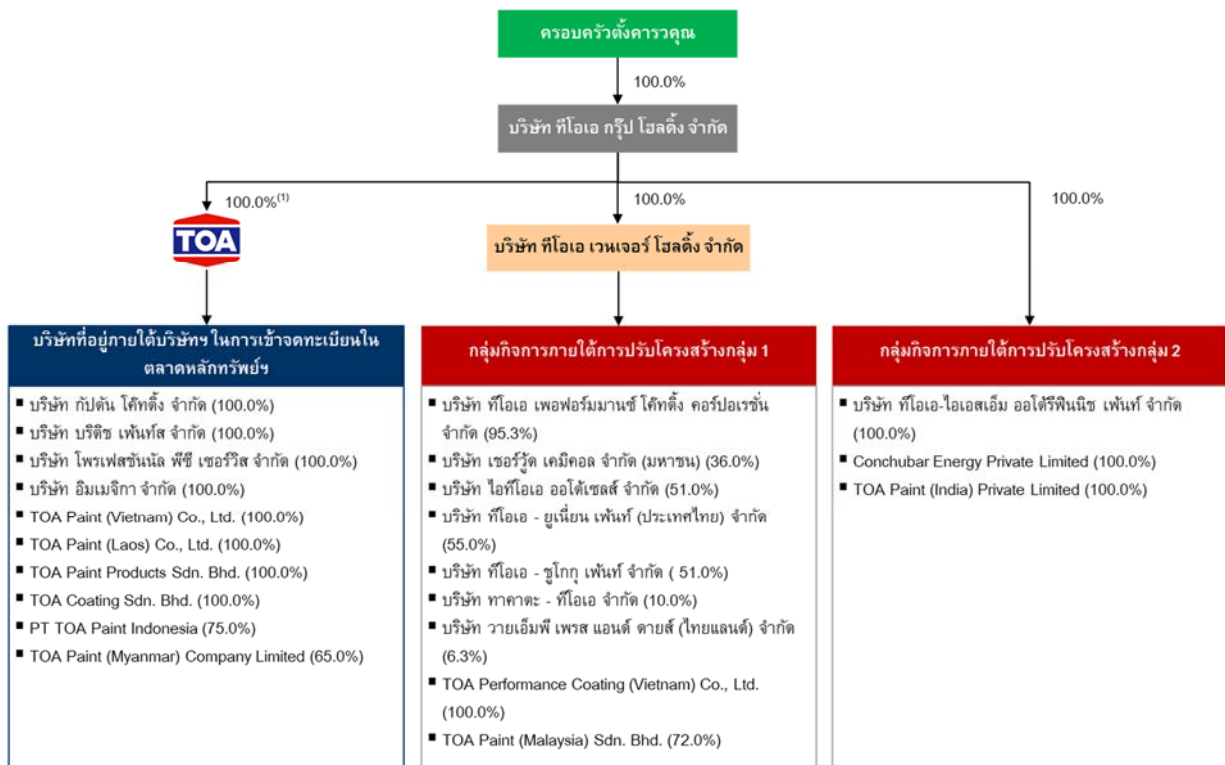 ครอบครัวตั้งคารวคุณ
100.0%
บริษัท ทีโอเอ กรุ๊ป โฮลดิ้ง จำกัด
100.0%(1)
100.0%
100.0%
TOA
บริษัท ทีโอเอ เวนเจอร์ โฮลดิ้ง จำกัด
บริษัทที่อยู่ภายใต้บริษัทฯ ในการเข้าจดทะเบียนใน
ตลาดหลักทรัพย์ฯ
▪ บริษัท กัปตัน โค๊ทติ้ง จำกัด (100.0%)
▪ บริษัท บริติช เพ้นท์ส จำกัด (100.0%)
▪ บริษัท โพรเฟสชันนัล พีซี เซอร์วิส จำกัด (100.0%)
▪ บริษัท อิมเมจิกา จำกัด (100.0%)
▪ TOA Paint (Vietnam) Co., Ltd. (100.0%)
▪ TOA Paint (Laos) Co., Ltd. (100.0%)
▪ TOA Paint Products Sdn. Bhd. (100.0%)
▪ TOA Coating Sdn. Bhd. (100.0%)
▪ PT TOA Paint Indonesia (75.0%)
▪ TOA Paint (Myanmar) Company Limited (65.0%)
กลุ่มกิจการภายใต้การปรับโครงสร้างกลุ่ม 1
▪ บริษัท ทีโอเอ เพอฟอร์มมานซ์ โค๊ทติ้ง คอร์ปอเรชั่น
จำกัด (95.3%)
▪ บริษัท เชอร์วู้ด เคมิคอล จำกัด (มหาชน) (36.0%)
▪ บริษัท ไอทีโอเอ ออโต้เซลส์ จำกัด (51.0%)
▪ บริษัท ทีโอเอ - ยูเนี่ยน เพ้นท์ (ประเทศไทย) จำกัด
(55.0%)
▪ บริษัท ทีโอเอ - ชูโกกุ เพ้นท์ จำกัด ( 51.0%)
▪ บริษัท ทาคาตะ - ทีโอเอ จำกัด (10.0%)
▪ บริษัท วายเอ็มพี เพรส แอนด์ ดายส์ (ไทยแลนด์) จำกัด
(6.3%)
▪ TOA Performance Coating (Vietnam) Co., Ltd.
(100.0%)
▪ TOA Paint (Malaysia) Sdn. Bhd. (72.0%)
กลุ่มกิจการภายใต้การปรับโครงสร้างกลุ่ม 2
▪ บริษัท ทีโอเอ-ไอเอสเอ็ม ออโต้รีฟินนิช เพ้นท์ จำกัด
(100.0%)
▪ Conchubar Energy Private Limited (100.0%)
▪ TOA Paint (India) Private Limited (100.0%)